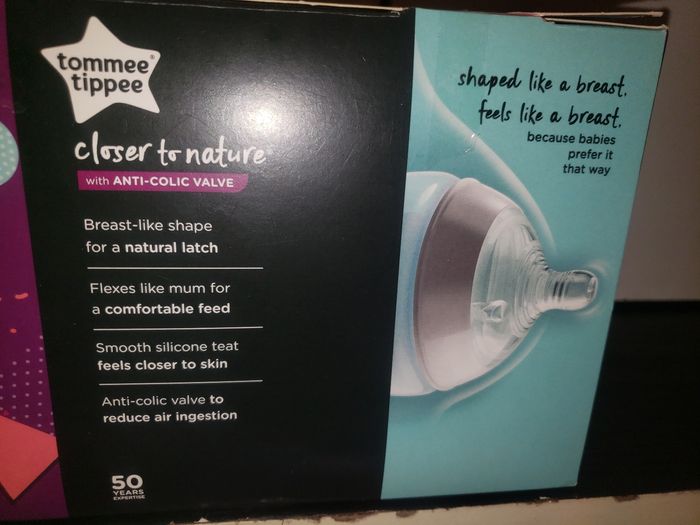 tommee®
tippee
closer to nature
with ANTI-COLIC VALVE
Breast-like shape
for a natural latch
Flexes like mum for
a comfortable feed
Smooth silicone teat
feels closer to skin
Anti-colic valve to
reduce air ingestion
50
YEARS
EXPERTISE
shaped like a breast,
feels like a breast,
because babies
prefer it
that way